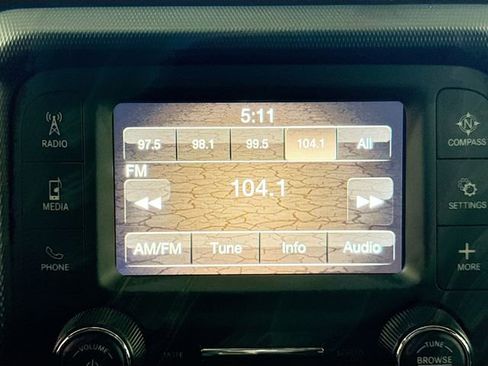 5:11
97.5 98.1 99.5 104.1 All
FM
104.1
AM/FM Tune Info Audio
RADIO
MEDIA
PHONE
COMPASS
SETTINGS
MORE
VOLUME
TUNE
BROWSE